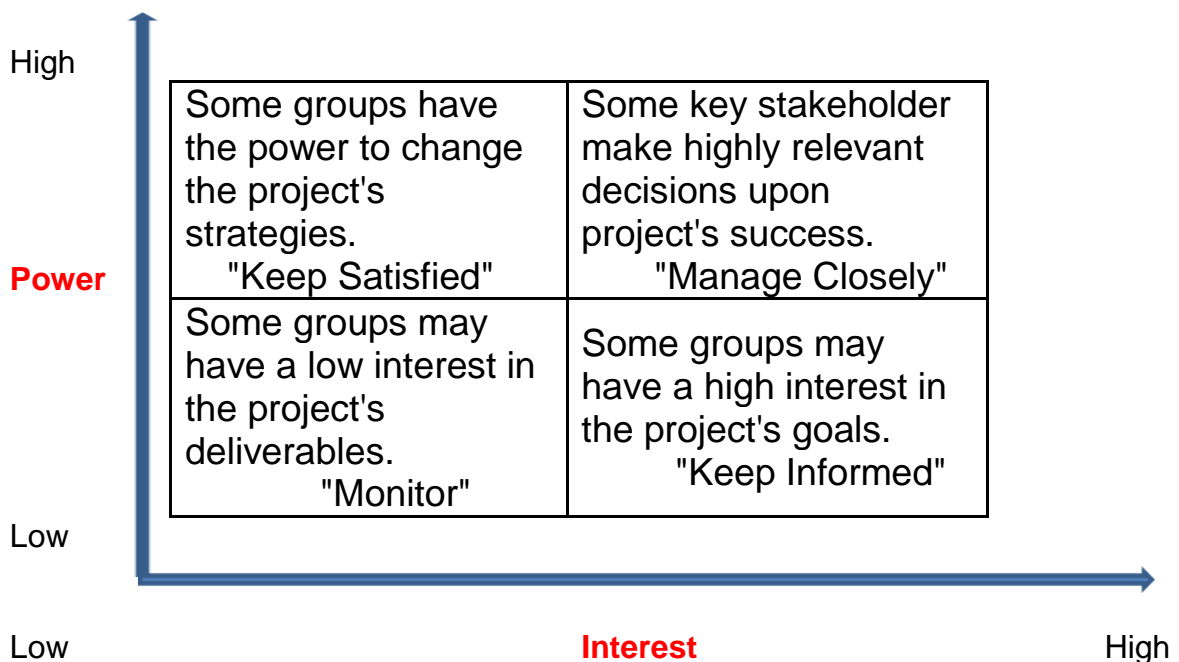 High
Some groups have
the power to change
the project's
strategies.
"Keep Satisfied"
Some key stakeholder
make highly relevant
decisions upon
project's success.
"Manage Closely"
Power
Some groups may
have a low interest in
the project's
deliverables.
"Monitor"
Some groups may
have a high interest in
the project's goals.
"Keep Informed"
Low
Low
Interest
High